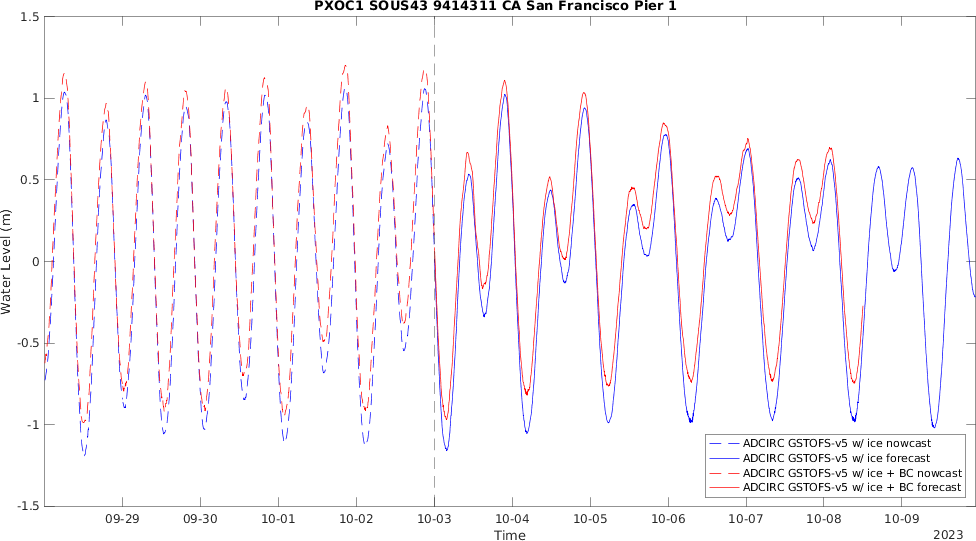 PXOC1 SOUS43 9414311 CA San Francisco Pier 1
1.5
1
0.5
0
-0.5
-1
-1.5
Water Level (m)
09-29 09-30 10-01 10-02 10-03 10-04 10-05 10-06 10-07 10-08 10-09
Time
2023
ADCIRC GSTOFS-v5 w/ ice nowcast
ADCIRC GSTOFS-v5 w/ ice forecast
ADCIRC GSTOFS-v5 w/ ice + BC nowcast
ADCIRC GSTOFS-v5 w/ ice + BC forecast